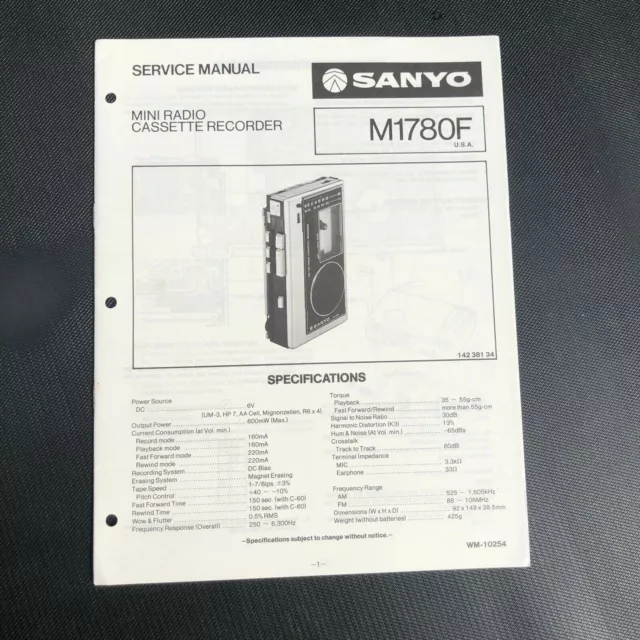 SERVICE MANUAL
SANYO
MINI RADIO
CASSETTE RECORDER
M1780F
U.S.A.
142 381 34
SPECIFICATIONS
Power Source
DC 6V
(UM-3, HP 7, AA Cell, Mignonzellen, R6 x 4)
Output Power 600mW (Max.)
Current Consumption (at Vol. min.)
Record mode 160mA
Playback mode 160mA
Fast Forward mode 220mA
Rewind mode 220mA
Recording System DC Bias
Erasing System Magnet Erasing
Tape Speed 1-7/8ips ±3%
Pitch Control +40 ~ -10%
Fast Forward Time 150 sec. (with C-60)
Rewind Time 150 sec. (with C-60)
Wow & Flutter 0.5% RMS
Frequency Response (Overall) 250 ~ 6,300Hz
Torque
Playback 35 ~ 55g-cm
Fast Forward/Rewind more than 55g-cm
Signal to Noise Ratio 30dB
Harmonic Distortion (K3) 13%
Hum & Noise (At Vol. Min.) -65dBs
Crosstalk
Track to Track 60dB
Terminal Impedance
MIC 3.3kΩ
Earphone 33Ω
Frequency Range
AM 525 ~ 1,605kHz
FM 88 ~ 108MHz
Dimensions (W x H x D) 92 x 149 x 39.5mm
Weight (without batteries) 425g
—Specifications subject to change without notice.—
WM-10254
—1—